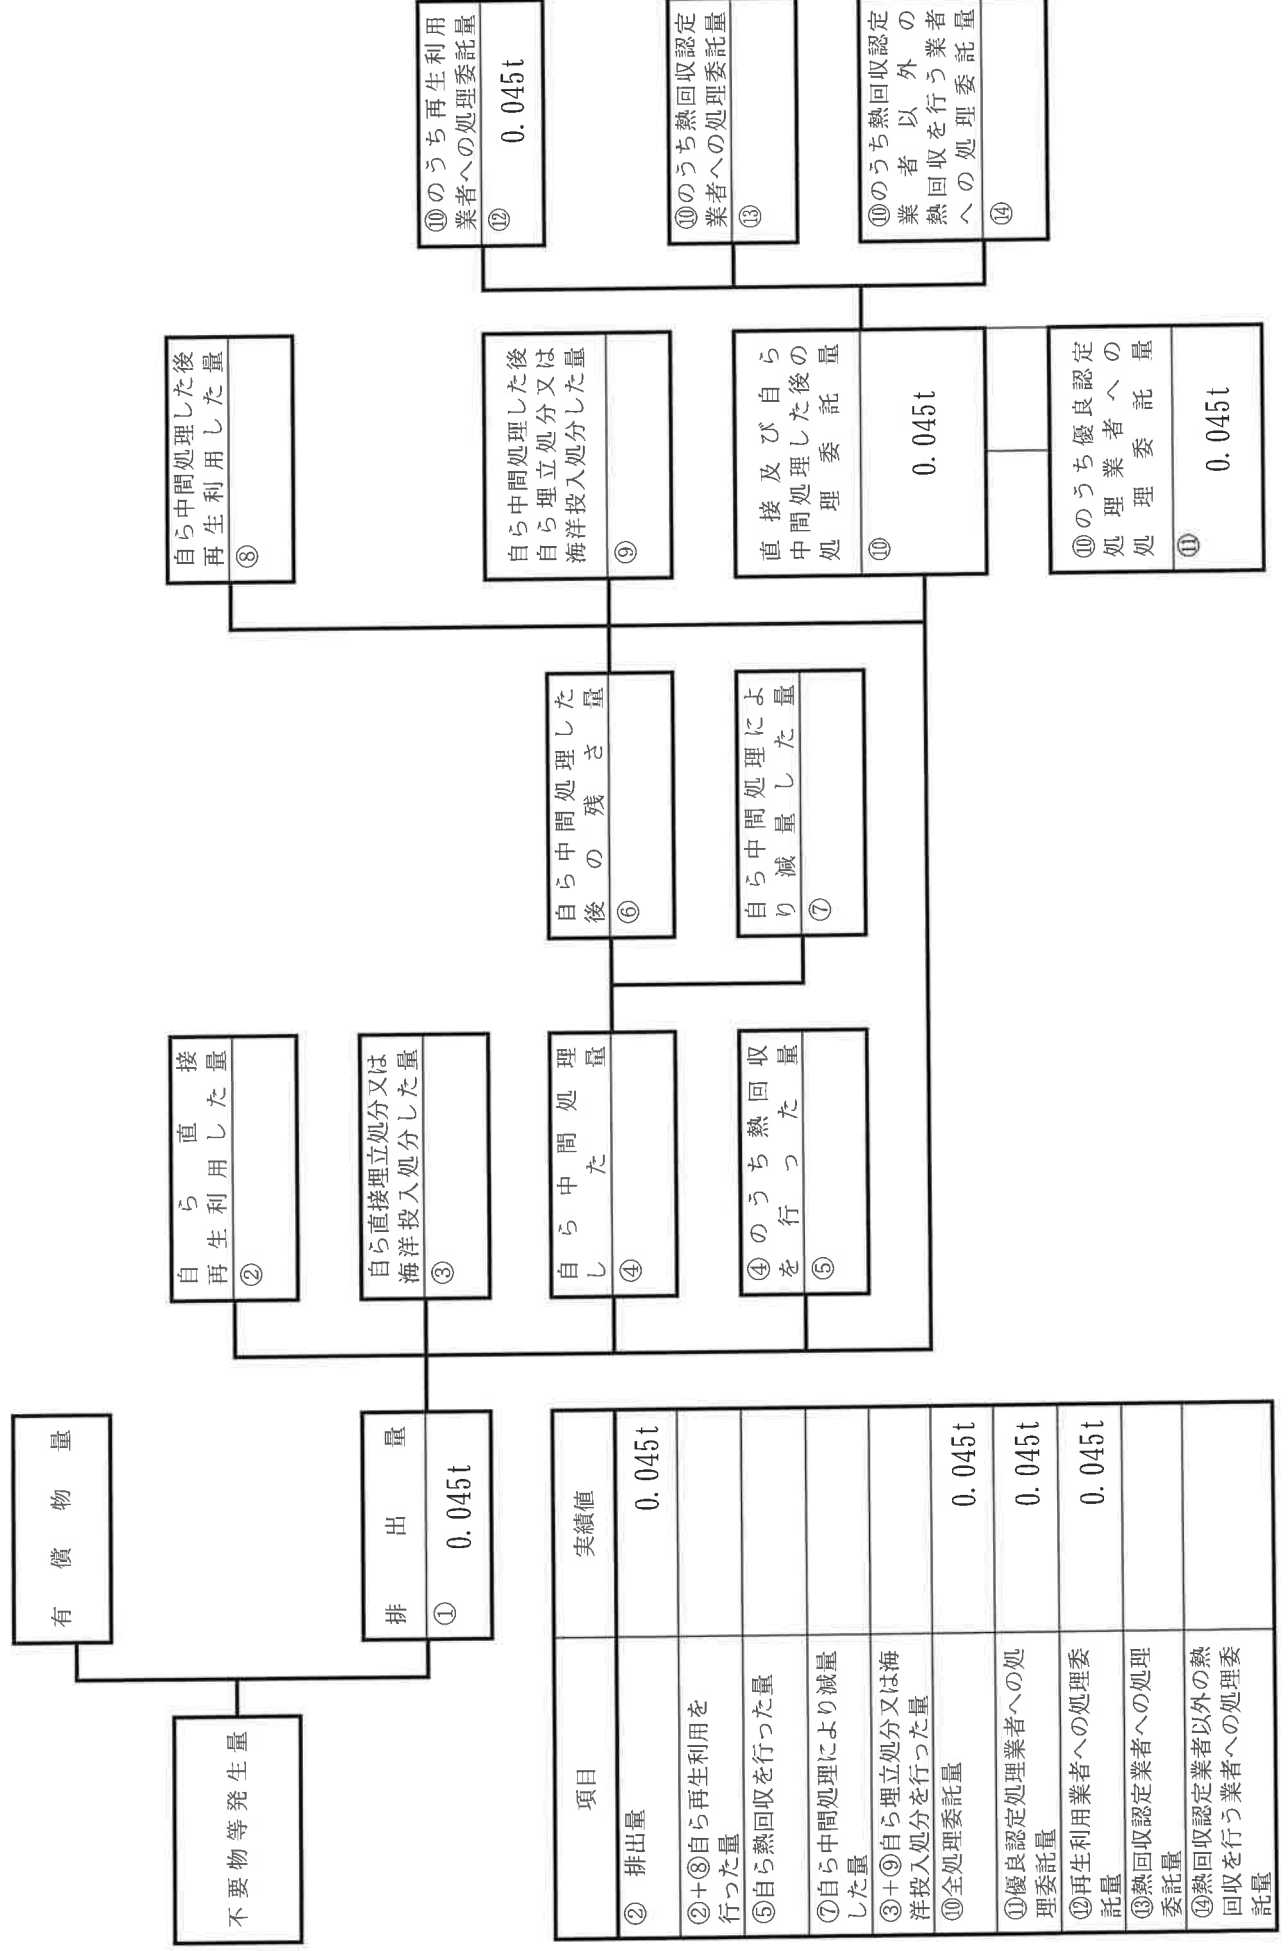 有償物量
不要物等発生量
排出量
① 0.045t
自ら直接
再生利用した量
②
自ら直接埋立処分又は
海洋投入処分した量
③
自ら中間処理
した量
④
④のうち熱回収
を行った量
⑤
自ら中間処理した
後の残さ量
⑥
自ら中間処理によ
り減量した量
⑦
自ら中間処理した後
再生利用した量
⑧
自ら中間処理した後
自ら埋立処分又は
海洋投入処分した量
⑨
直接及び自ら
中間処理した後の
処理委託量
⑩
0.045t
⑩のうち優良認定
処理業者への
処理委託量
⑪
0.045t
⑩のうち再生利用
業者への処理委託量
⑫
0.045t
⑩のうち熱回収認定
業者への処理委託量
⑬
⑩のうち熱回収認定
業者以外の
熱回収を行う業者
への処理委託量
⑭
項目 実績値
② 排出量 0.045t
②+⑧自ら再生利用を
行った量
⑤自ら熱回収を行った量
⑦自ら中間処理により減量
した量
③+⑨自ら埋立処分又は海
洋投入処分を行った量
⑩全処理委託量 0.045t
⑪優良認定処理業者への処
理委託量 0.045t
⑫再生利用業者への処理委
託量 0.045t
⑬熱回収認定業者への処理
委託量
⑭熱回収認定業者以外の熱
回収を行う業者への処理委
託量